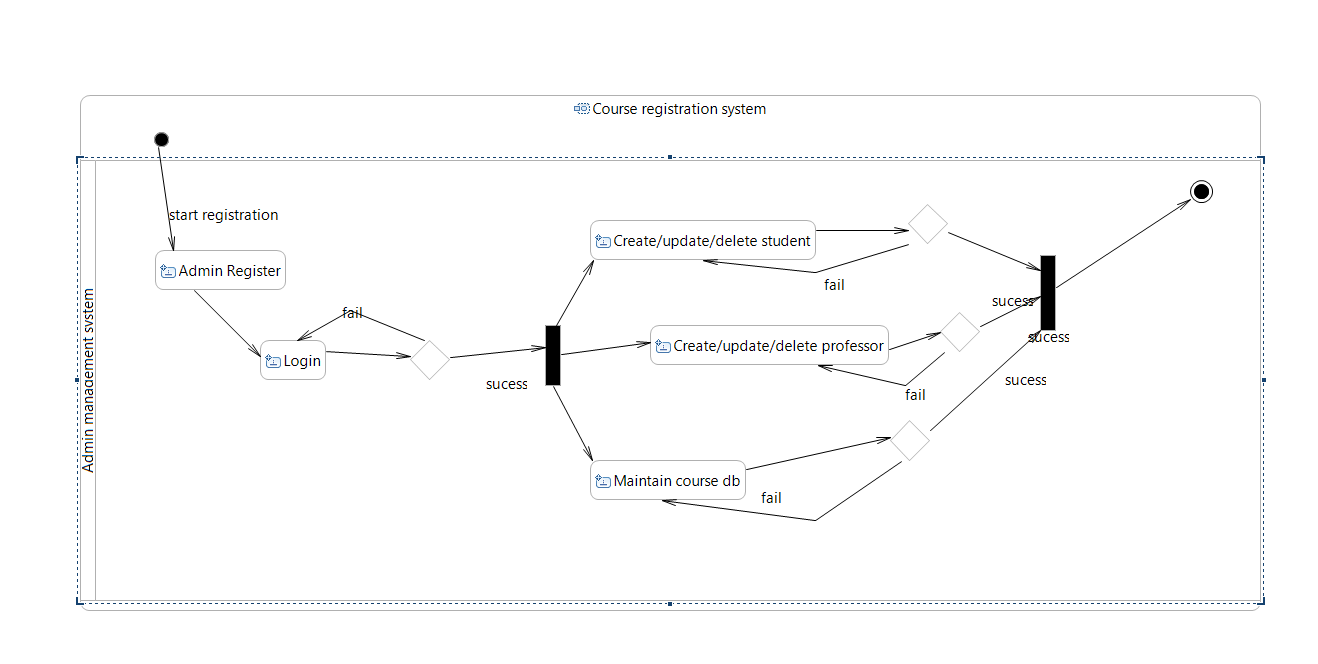 Course registration system
start registration
Create/update/delete student
Admin Register
fail
sucess
fail
sucess
Create/update/delete professor
Login
Admin management system
sucess
sucess
fail
Maintain course db
fail